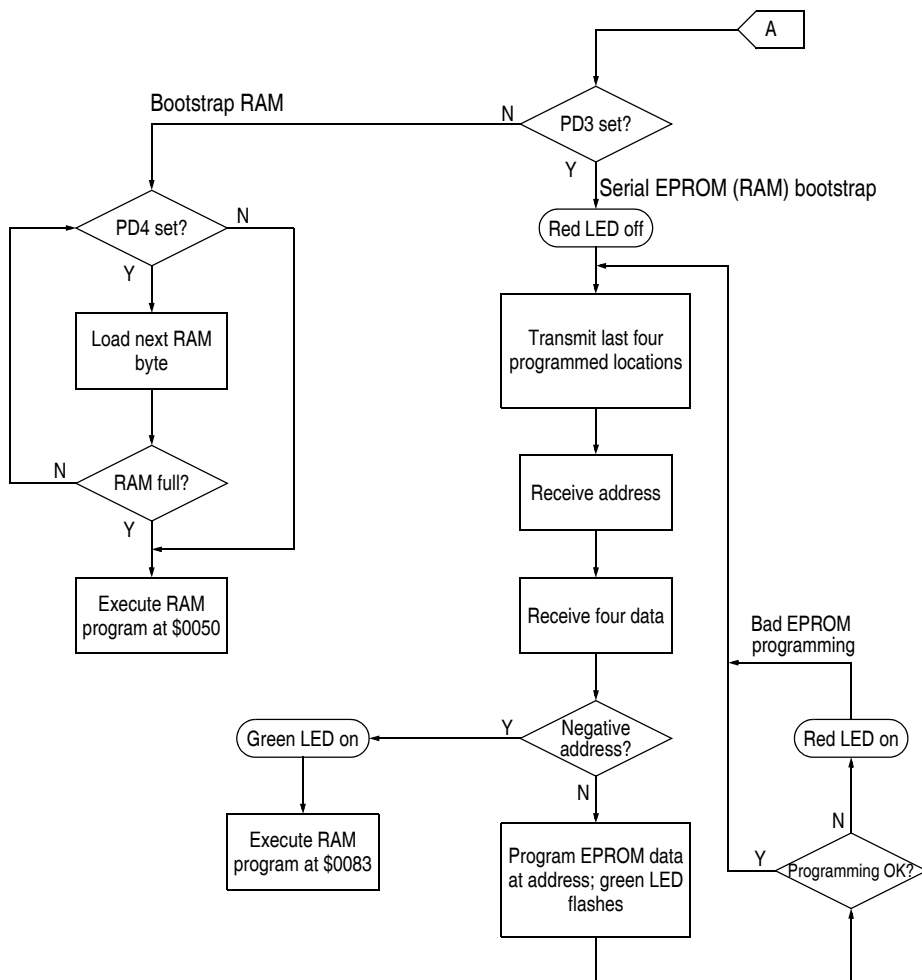 A
Bootstrap RAM
N
PD3 set?
Y
Serial EPROM (RAM) bootstrap
Red LED off
PD4 set?
N
Y
Load next RAM
byte
N
RAM full?
Y
Execute RAM
program at $0050
Transmit last four
programmed locations
Receive address
Receive four data
Bad EPROM
programming
Green LED on
Y
Negative
address?
N
Red LED on
N
Execute RAM
program at $0083
Program EPROM data
at address; green LED
flashes
Y
Programming OK?